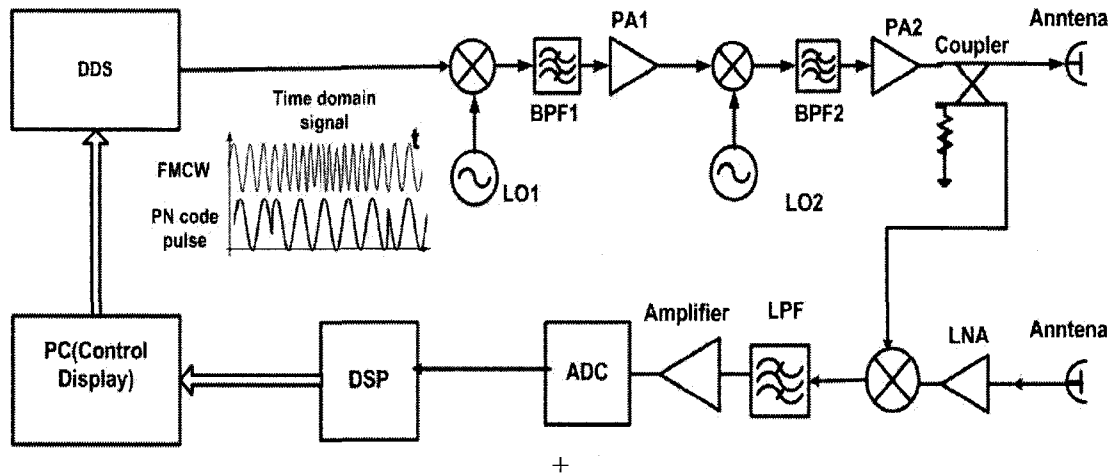 DDS
PA1
PA2
Coupler
Anntena
BPF1
BPF2
LO1
LO2
Time domain
signal
t
FMCW
PN code
pulse
PC(Control
Display)
DSP
ADC
Amplifier
LPF
LNA
Anntena
+